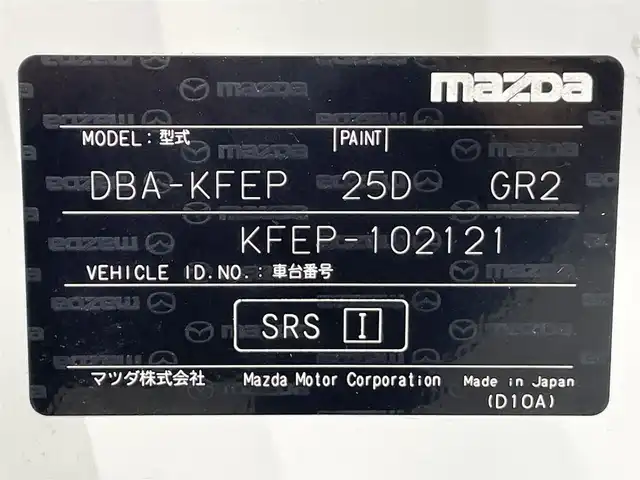 mazda
MODEL: 型式 PAINT
DBA-KFEP 25D GR2
KFEP-102121
VEHICLE ID.NO.: 車台番号
SRS I
マツダ株式会社 Mazda Motor Corporation Made in Japan
(D10A)